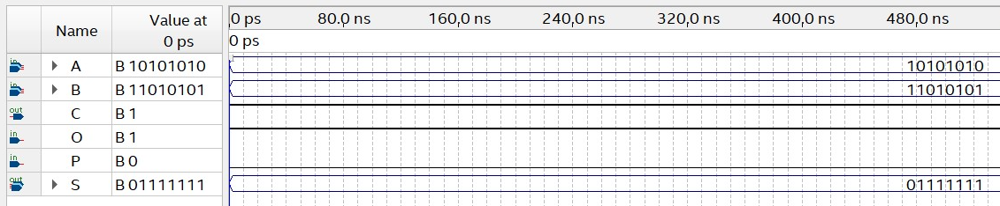 Name Value at 0 ps
0 ps 80.0 ns 160,0 ns 240,0 ns 320,0 ns 400,0 ns 480,0 ns
0 ps
in A B 10101010 10101010
in B B 11010101 11010101
out C B 1
in O B 1
in P B 0
out S B 01111111 01111111